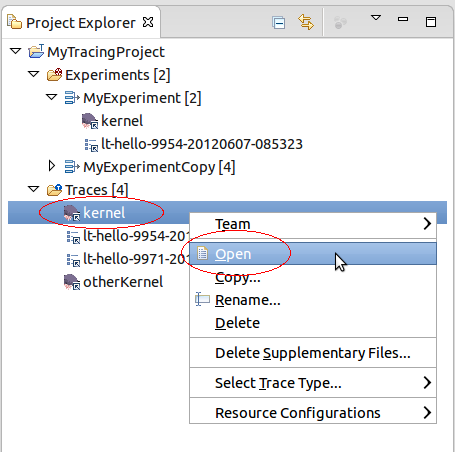 Project Explorer
MyTracingProject
Experiments [2]
MyExperiment [2]
kernel
lt-hello-9954-20120607-085323
MyExperimentCopy [4]
Traces [4]
kernel
lt-hello-9954-201
lt-hello-9971-201
otherKernel
Team
Open
Copy...
Rename...
Delete
Delete Supplementary Files...
Select Trace Type...
Resource Configurations